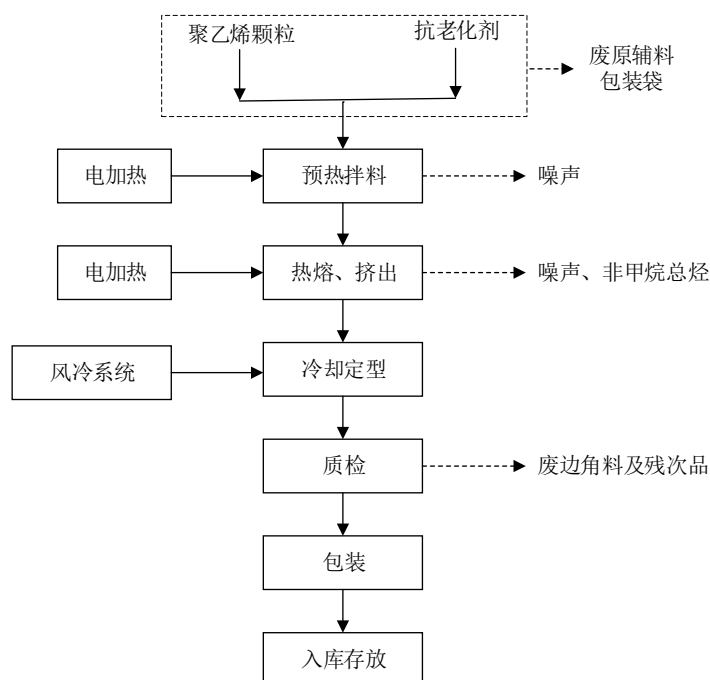 聚乙烯颗粒
抗老化剂
废原辅料
包装袋
电加热
预热拌料
噪声
电加热
热熔、挤出
噪声、非甲烷总烃
风冷系统
冷却定型
质检
废边角料及残次品
包装
入库存放